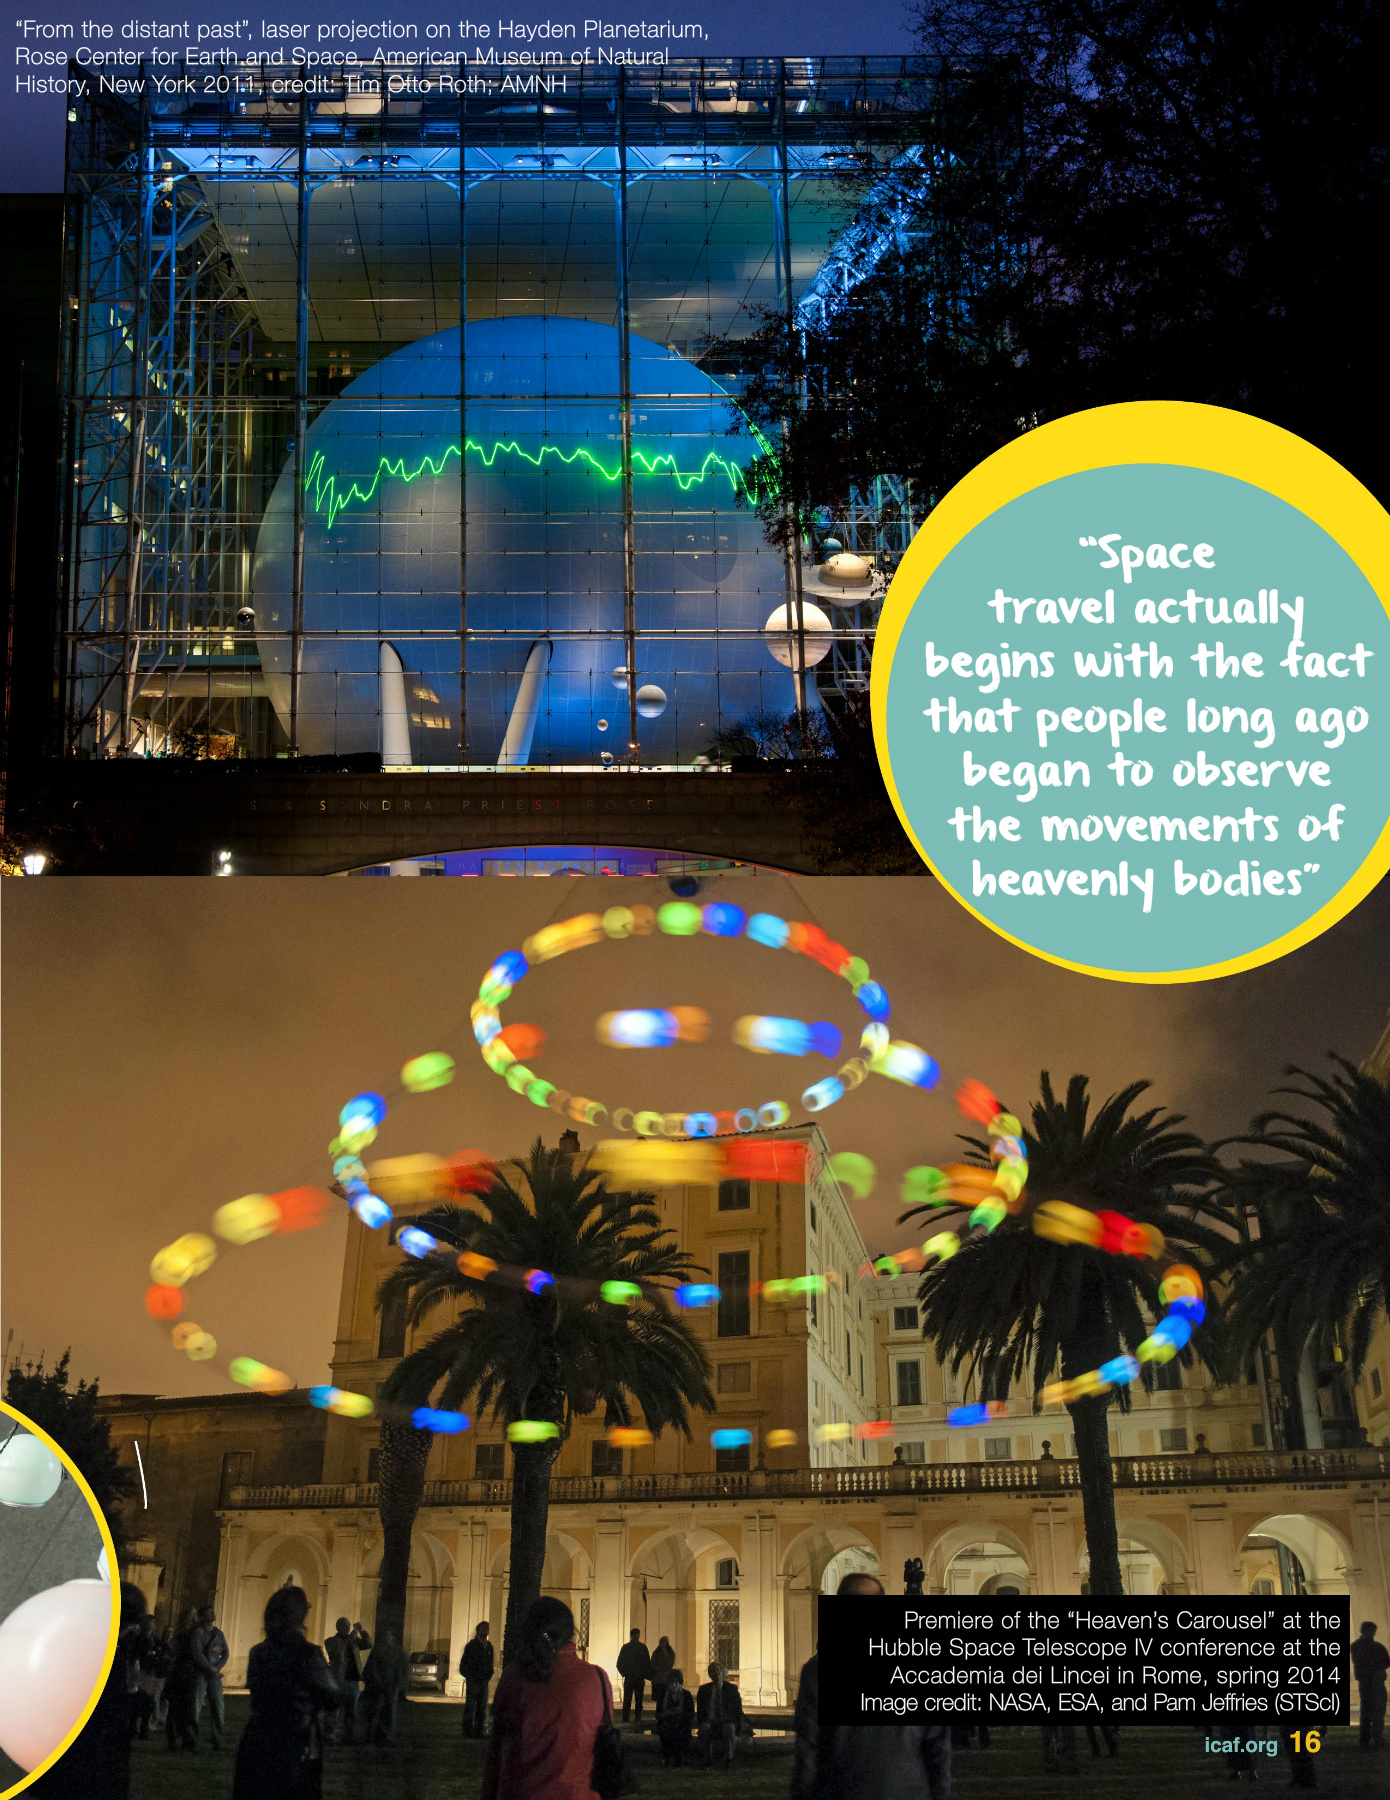 “From the distant past”, laser projection on the Hayden Planetarium,
Rose Center for Earth and Space, American Museum of Natural
History, New York 2011, credit: Tim Otto Roth; AMNH
“Space
travel actually
begins with the fact
that people long ago
began to observe
the movements of
heavenly bodies”
S & S NDRA PRIEST ROSE
Premiere of the “Heaven’s Carousel” at the
Hubble Space Telescope IV conference at the
Accademia dei Lincei in Rome, spring 2014
Image credit: NASA, ESA, and Pam Jeffries (STScI)
icaf.org 16